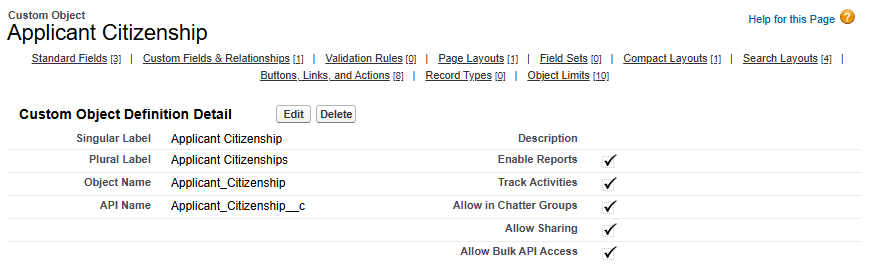 Custom Object
Applicant Citizenship
Help for this Page ?
Standard Fields [3] | Custom Fields & Relationships [1] | Validation Rules [0] | Page Layouts [1] | Field Sets [0] | Compact Layouts [1] | Search Layouts [4] |
Buttons, Links, and Actions [8] | Record Types [0] | Object Limits [10]
Custom Object Definition Detail Edit Delete
Singular Label Applicant Citizenship Description
Plural Label Applicant Citizenships Enable Reports ✓
Object Name Applicant_Citizenship Track Activities ✓
API Name Applicant_Citizenship__c Allow in Chatter Groups ✓
Allow Sharing ✓
Allow Bulk API Access ✓